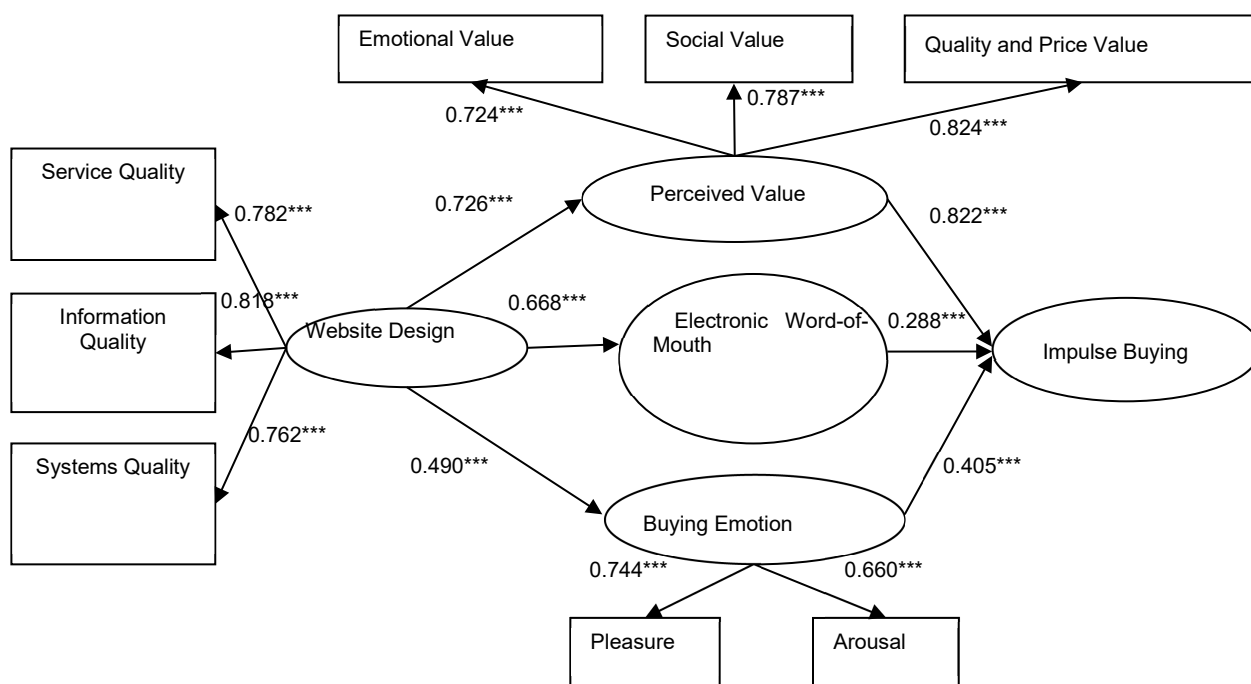 Emotional Value
Social Value
Quality and Price Value
0.724***
0.787***
0.824***
Service Quality
0.782***
0.726***
Perceived Value
0.822***
Information
Quality
0.818***
Website Design
0.668***
Electronic Word-of-
Mouth
0.288***
Impulse Buying
Systems Quality
0.762***
0.490***
0.405***
Buying Emotion
0.744***
0.660***
Pleasure
Arousal